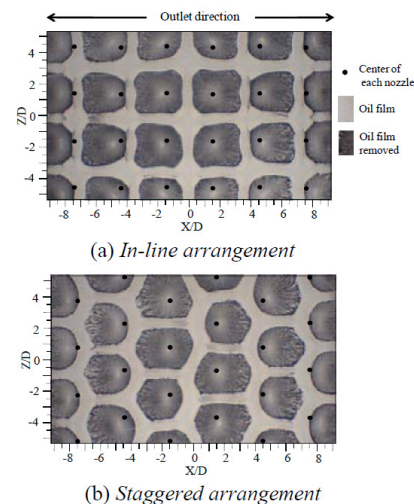 Outlet direction
4
2
0
-2
-4
Z/D
-8 -6 -4 -2 0 2 4 6 8
X/D
Center of
each nozzle
Oil film
Oil film
removed
(a) In-line arrangement
4
2
0
-2
-4
Z/D
-8 -6 -4 -2 0 2 4 6 8
X/D
(b) Staggered arrangement